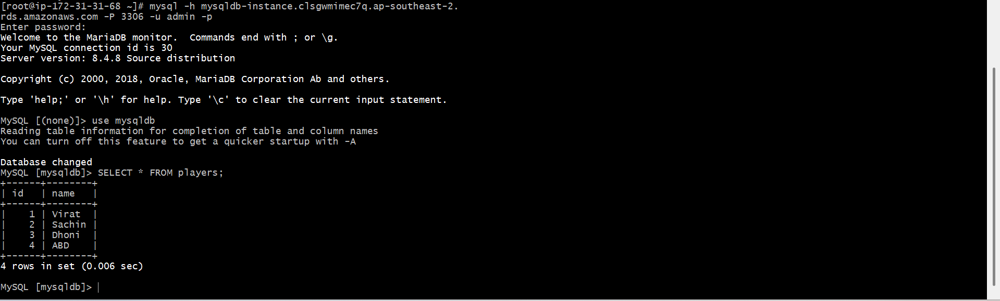 [root@ip-172-31-31-68 ~]# mysql -h mysqldb-instance.clsgwmimec7q.ap-southeast-2.
rds.amazonaws.com -P 3306 -u admin -p
Enter password:
Welcome to the MariaDB monitor.  Commands end with ; or \g.
Your MySQL connection id is 30
Server version: 8.4.8 Source distribution

Copyright (c) 2000, 2018, Oracle, MariaDB Corporation Ab and others.

Type 'help;' or '\h' for help. Type '\c' to clear the current input statement.

MySQL [(none)]> use mysqldb
Reading table information for completion of table and column names
You can turn off this feature to get a quicker startup with -A

Database changed
MySQL [mysqldb]> SELECT * FROM players;
+------+--------+
| id   | name   |
+------+--------+
|    1 | Virat  |
|    2 | Sachin |
|    3 | Dhoni  |
|    4 | ABD    |
+------+--------+
4 rows in set (0.006 sec)

MySQL [mysqldb]>